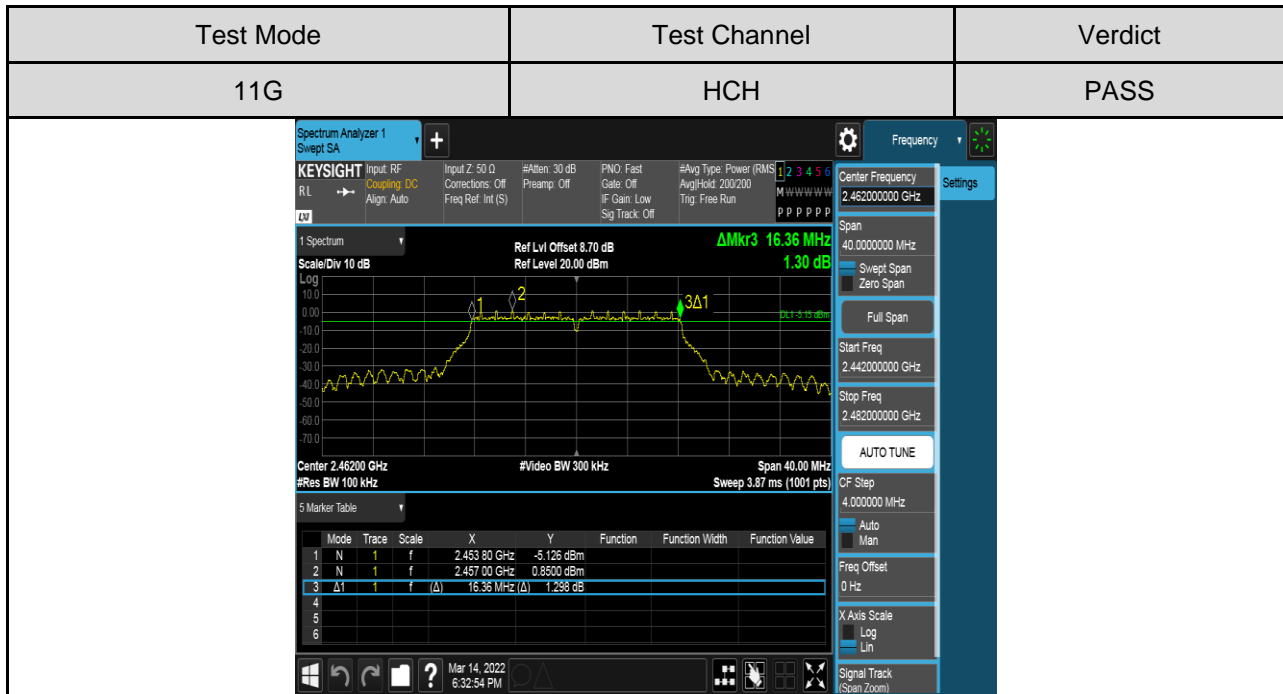 Test Mode Test Channel Verdict
11G HCH PASS
Spectrum Analyzer 1
Swept SA
+
Frequency
KEYSIGHT Input: RF Input Z: 50 Ω #Atten: 30 dB PNO: Fast #Avg Type: Power (RMS 1 2 3 4 5 6
RL Coupling: DC Corrections: Off Preamp: Off Gate: Off Avg|Hold: 200/200 M W W W W W
Align: Auto Freq Ref: Int (S) IF Gain: Low Trig: Free Run
LXI Sig Track: Off P P P P P P
1 Spectrum
Ref Lvl Offset 8.70 dB ΔMkr3 16.36 MHz
Scale/Div 10 dB Ref Level 20.00 dBm 1.30 dB
Log
10.0
0.00
-10.0
-20.0
-30.0
-40.0
-50.0
-60.0
-70.0
1 2 3Δ1
DL1 -5.15 dBm
Center 2.46200 GHz #Video BW 300 kHz Span 40.00 MHz
#Res BW 100 kHz Sweep 3.87 ms (1001 pts)
5 Marker Table
Mode Trace Scale X Y Function Function Width Function Value
1 N 1 f 2.453 80 GHz -5.126 dBm
2 N 1 f 2.457 00 GHz 0.8500 dBm
3 Δ1 1 f (Δ) 16.36 MHz (Δ) 1.298 dB
4
5
6
? Mar 14, 2022
6:32:54 PM
Center Frequency
2.462000000 GHz
Settings
Span
40.0000000 MHz
Swept Span
Zero Span
Full Span
Start Freq
2.442000000 GHz
Stop Freq
2.482000000 GHz
AUTO TUNE
CF Step
4.000000 MHz
Auto
Man
Freq Offset
0 Hz
X Axis Scale
Log
Lin
Signal Track
(Span Zoom)